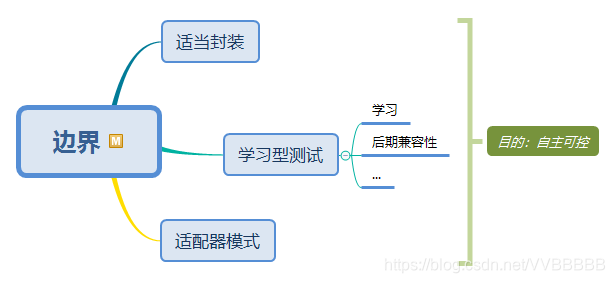 适当封装
边界 M
学习型测试
学习
后期兼容性
...
适配器模式
目的：自主可控
https://blog.csdn.net/VVBBBBB